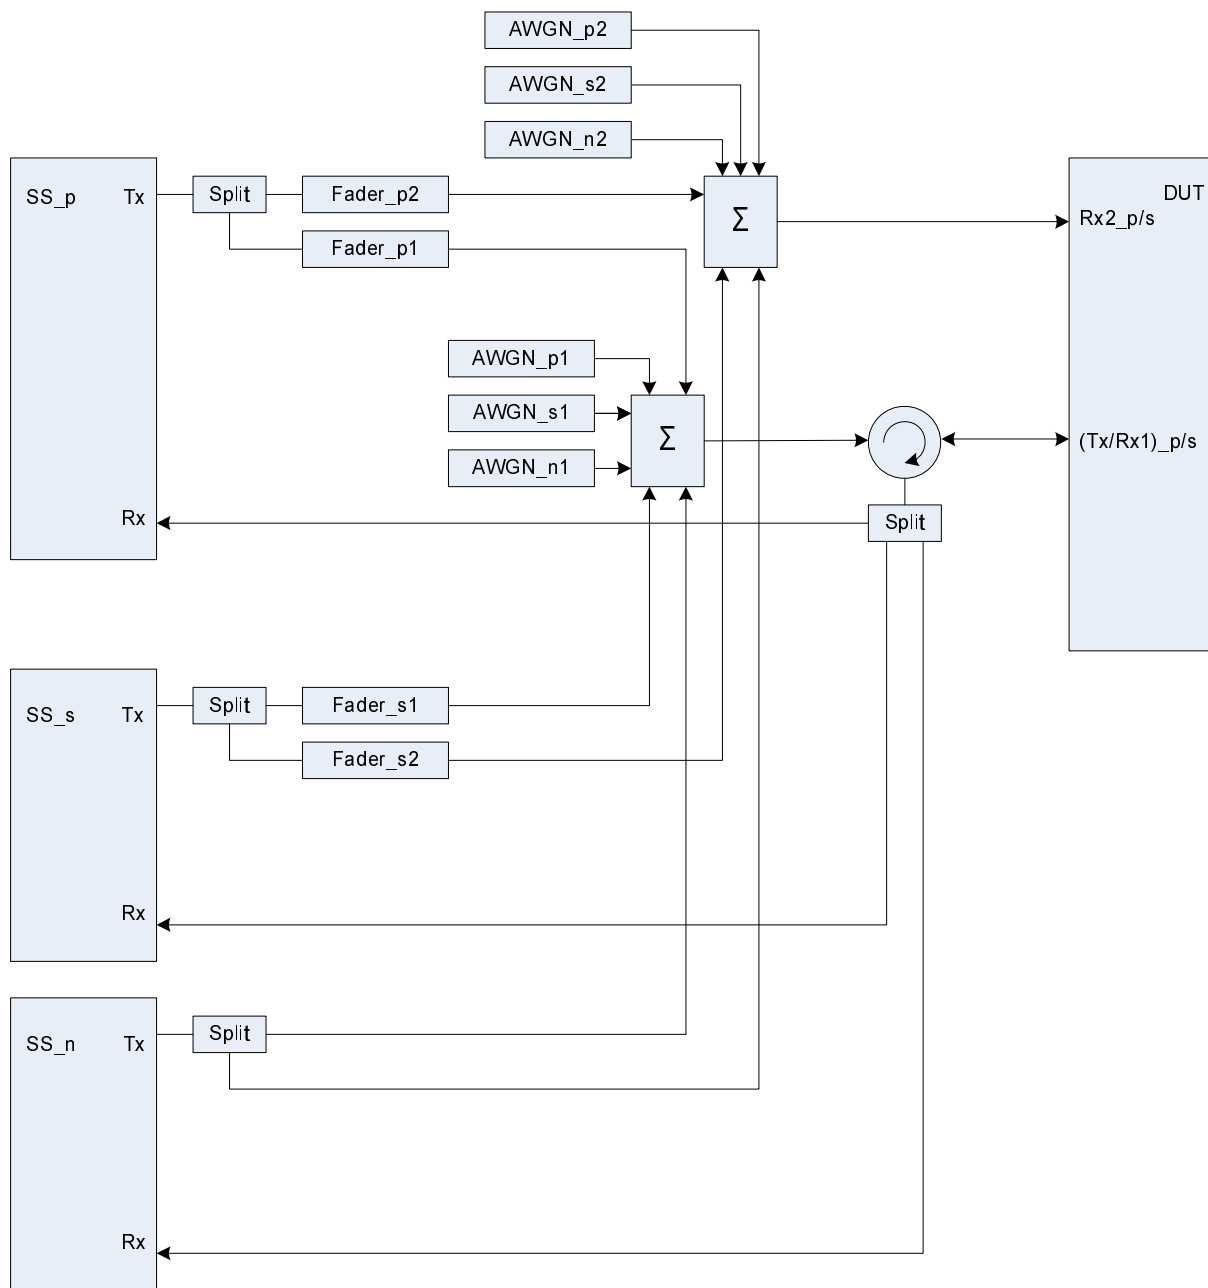 AWGN_p2
AWGN_s2
AWGN_n2
SS_p
Tx
Split
Fader_p2
Σ
DUT
Rx2_p/s
Fader_p1
AWGN_p1
AWGN_s1
Σ
(Tx/Rx1)_p/s
AWGN_n1
Rx
Split
SS_s
Tx
Split
Fader_s1
Fader_s2
Rx
SS_n
Tx
Split
Rx